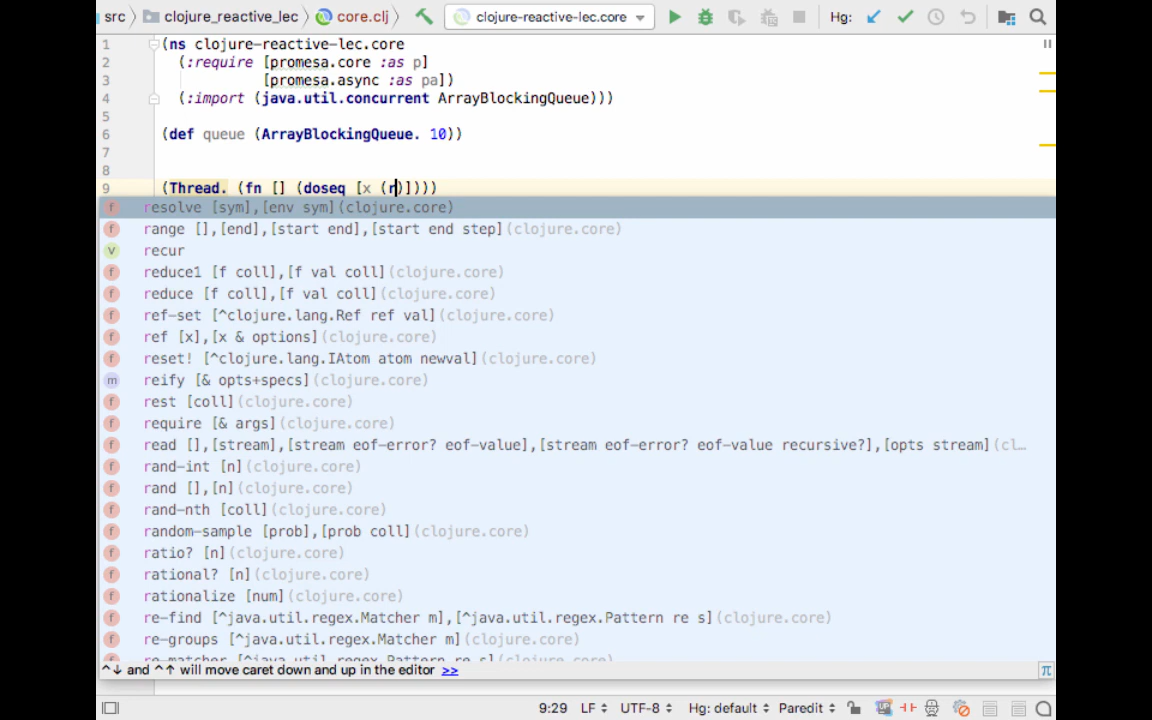 src clojure_reactive_lec core.clj clojure-reactive-lec.core Hg:
1 (ns clojure-reactive-lec.core
2 (:require [promesa.core :as p]
3 [promesa.async :as pa])
4 (:import (java.util.concurrent ArrayBlockingQueue)))
5
6 (def queue (ArrayBlockingQueue. 10))
7
8
9 (Thread. (fn [] (doseq [x (r)])))
f resolve [sym],[env sym](clojure.core)
f range [],[end],[start end],[start end step](clojure.core)
v recur
f reduce1 [f coll],[f val coll](clojure.core)
f reduce [f coll],[f val coll](clojure.core)
f ref-set [^clojure.lang.Ref ref val](clojure.core)
f ref [x],[x & options](clojure.core)
f reset! [^clojure.lang.IAtom atom newval](clojure.core)
m reify [& opts+specs](clojure.core)
f rest [coll](clojure.core)
f require [& args](clojure.core)
f read [],[stream],[stream eof-error? eof-value],[stream eof-error? eof-value recursive?],[opts stream](cl…
f rand-int [n](clojure.core)
f rand [],[n](clojure.core)
f rand-nth [coll](clojure.core)
f random-sample [prob],[prob coll](clojure.core)
f ratio? [n](clojure.core)
f rational? [n](clojure.core)
f rationalize [num](clojure.core)
f re-find [^java.util.regex.Matcher m],[^java.util.regex.Pattern re s](clojure.core)
f re-groups [^java.util.regex.Matcher m](clojure.core)
f re-matcher [^java.util.regex.Pattern re s](clojure.core)
^↓ and ^↑ will move caret down and up in the editor >> π
9:29 LF UTF-8 Hg: default Paredit